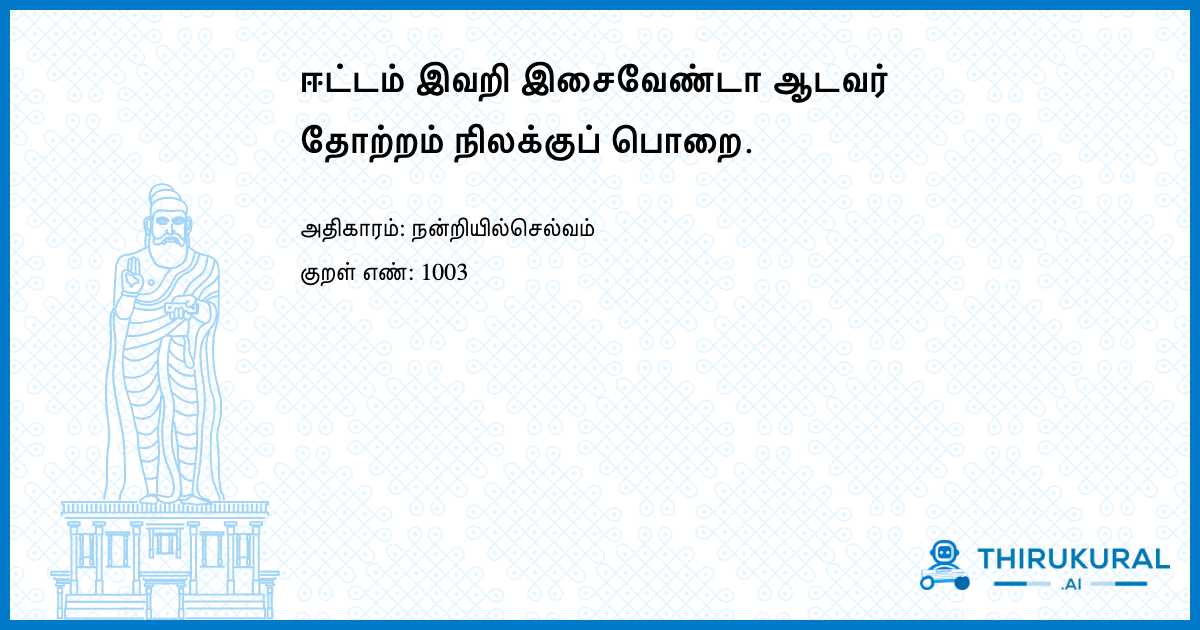 ஈட்டம் இவறி இசைவேண்டா ஆடவர்
தோற்றம் நிலக்குப் பொறை.
அதிகாரம்: நன்றியில்செல்வம்
குறள் எண்: 1003
THIRUKURAL
.AI